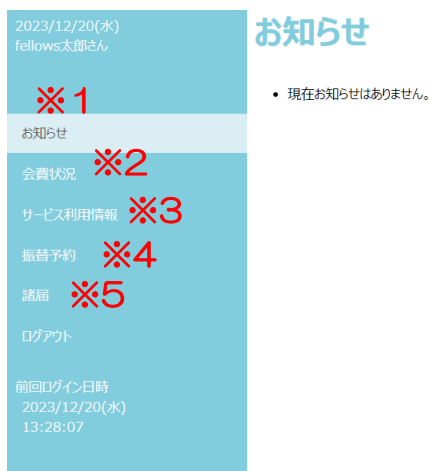 2023/12/20(水)
fellows太郎さん
※1
お知らせ
会費状況 ※2
サービス利用情報 ※3
振替予約 ※4
諸届 ※5
ログアウト
前回ログイン日時
2023/12/20(水)
13:28:07
お知らせ
• 現在お知らせはありません。